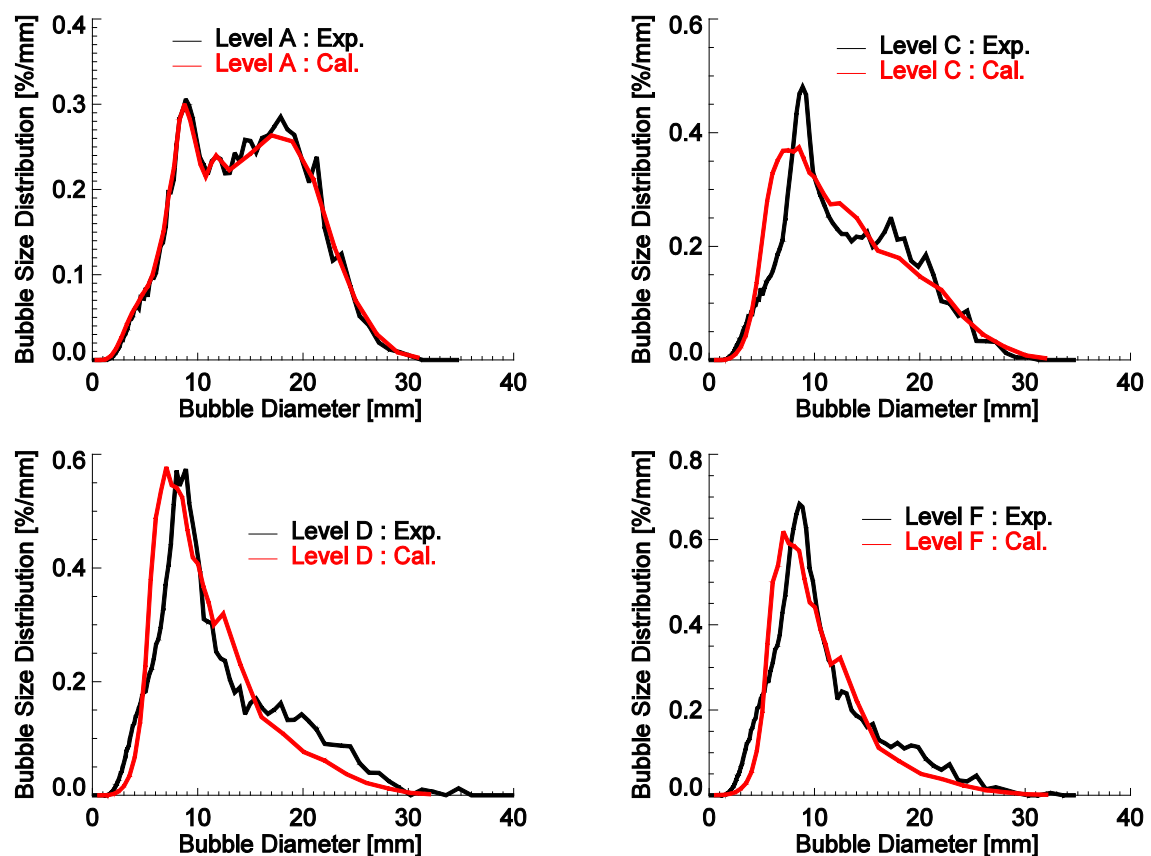 Bubble Size Distribution [%/mm]
0.4
0.3
0.2
0.1
0.0
Level A : Exp.
Level A : Cal.
0 10 20 30 40
Bubble Diameter [mm]
Bubble Size Distribution [%/mm]
0.6
0.4
0.2
0.0
Level C : Exp.
Level C : Cal.
0 10 20 30 40
Bubble Diameter [mm]
Bubble Size Distribution [%/mm]
0.6
0.4
0.2
0.0
Level D : Exp.
Level D : Cal.
0 10 20 30 40
Bubble Diameter [mm]
Bubble Size Distribution [%/mm]
0.8
0.6
0.4
0.2
0.0
Level F : Exp.
Level F : Cal.
0 10 20 30 40
Bubble Diameter [mm]